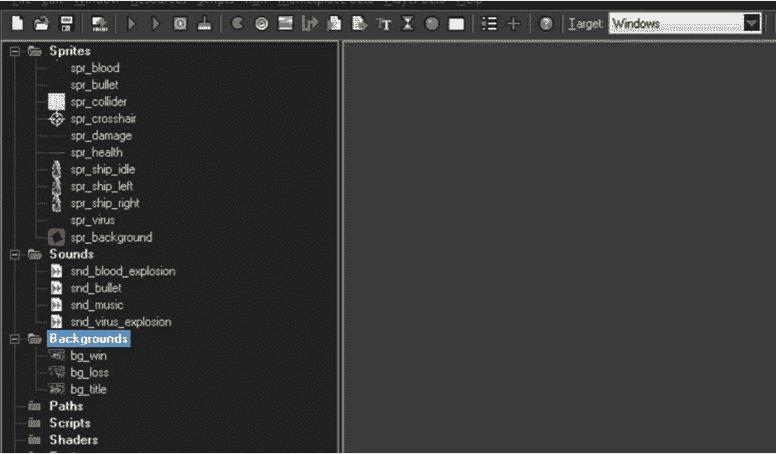 Target: Windows
Sprites
spr_blood
spr_bullet
spr_collider
spr_crosshair
spr_damage
spr_health
spr_ship_idle
spr_ship_left
spr_ship_right
spr_virus
spr_background
Sounds
snd_blood_explosion
snd_bullet
snd_music
snd_virus_explosion
Backgrounds
bg_win
bg_loss
bg_title
Paths
Scripts
Shaders